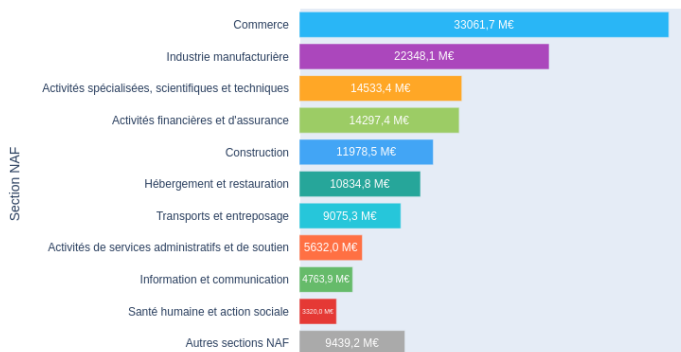 Section NAF
Commerce 33061,7 M€
Industrie manufacturière 22348,1 M€
Activités spécialisées, scientifiques et techniques 14533,4 M€
Activités financières et d'assurance 14297,4 M€
Construction 11978,5 M€
Hébergement et restauration 10834,8 M€
Transports et entreposage 9075,3 M€
Activités de services administratifs et de soutien 5632,0 M€
Information et communication 4763,9 M€
Santé humaine et action sociale 3320,0 M€
Autres sections NAF 9439,2 M€